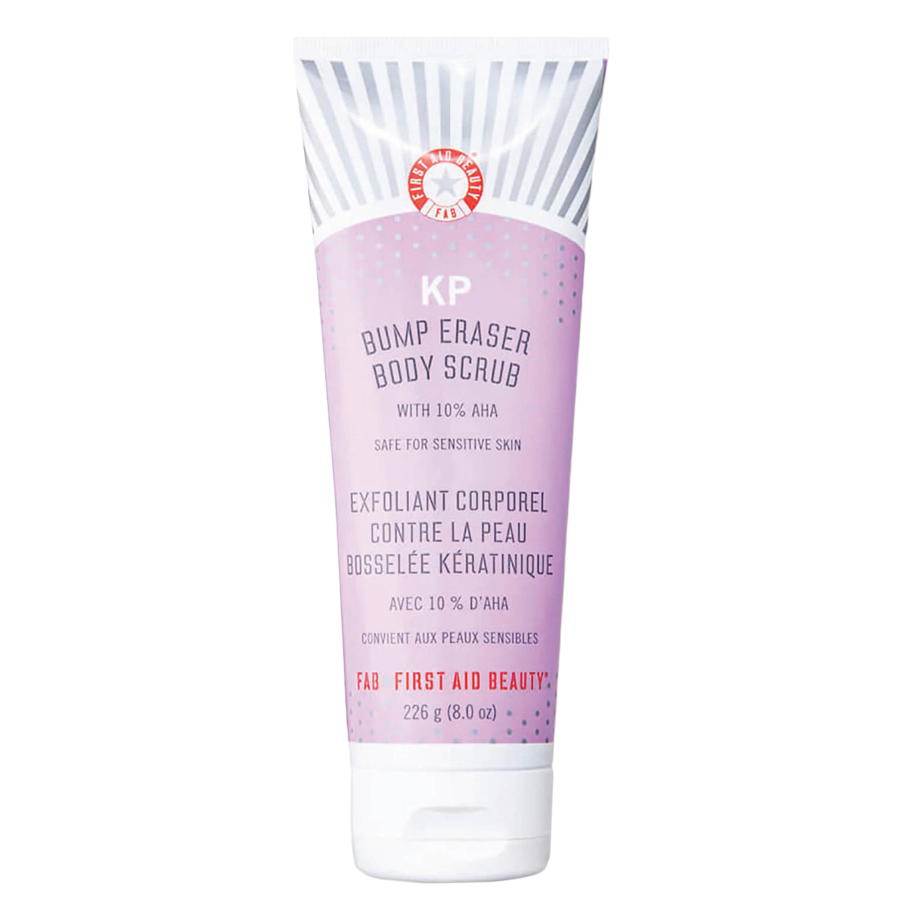 FIRST AID BEAUTY
FAB
KP
BUMP ERASER
BODY SCRUB
WITH 10% AHA
SAFE FOR SENSITIVE SKIN
EXFOLIANT CORPOREL
CONTRE LA PEAU
BOSSELÉE KÉRATINIQUE
AVEC 10 % D'AHA
CONVIENT AUX PEAUX SENSIBLES
FAB FIRST AID BEAUTY®
226 g (8.0 oz)